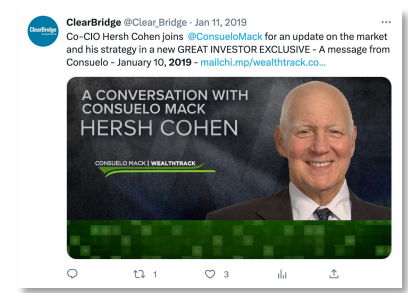 ClearBridge
ClearBridge @Clear_Bridge · Jan 11, 2019
Co-CIO Hersh Cohen joins @ConsueloMack for an update on the market
and his strategy in a new GREAT INVESTOR EXCLUSIVE - A message from
Consuelo - January 10, 2019 - mailchi.mp/wealthtrack.co...
A CONVERSATION WITH
CONSUELO MACK
HERSH COHEN
CONSUELO MACK | WEALTHTRACK
1
3